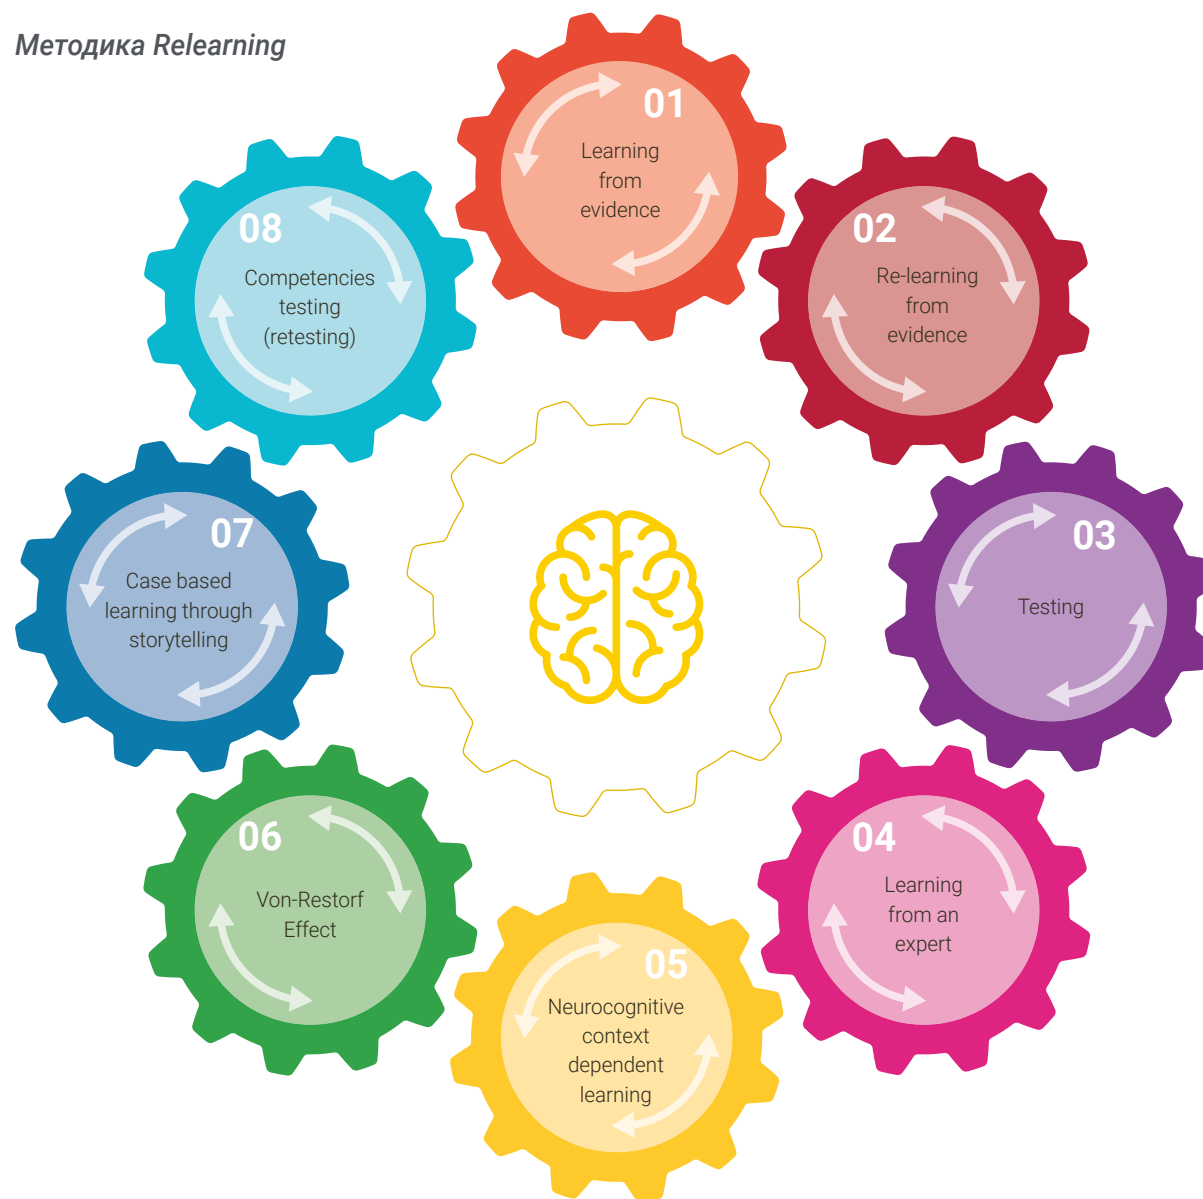 Методика Relearning
01
Learning
from
evidence
02
Re-learning
from
evidence
03
Testing
04
Learning
from an
expert
05
Neurocognitive
context
dependent
learning
06
Von-Restorf
Effect
07
Case based
learning through
storytelling
08
Competencies
testing
(retesting)